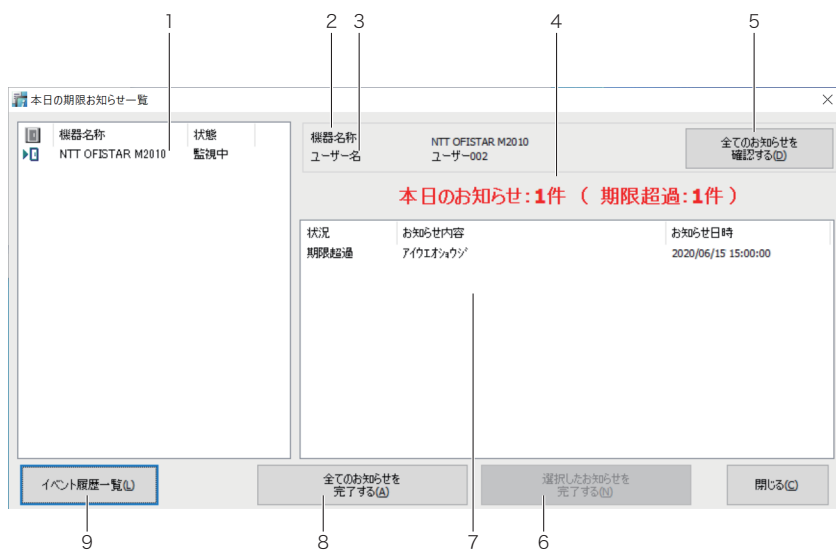 1 2 3 4 5
本日の期限お知らせ一覧
機器名称 状態
NTT OFISTAR M2010 監視中
機器名称 NTT OFISTAR M2010
ユーザー名 ユーザー002
全てのお知らせを
確認する(D)
本日のお知らせ:1件 ( 期限超過:1件 )
状況 お知らせ内容 お知らせ日時
期限超過 ｱｲｳｴｵｼｮｳｼﾞ 2020/06/15 15:00:00
イベント履歴一覧(L)
全てのお知らせを
完了する(A)
選択したお知らせを
完了する(N)
閉じる(C)
9 8 7 6